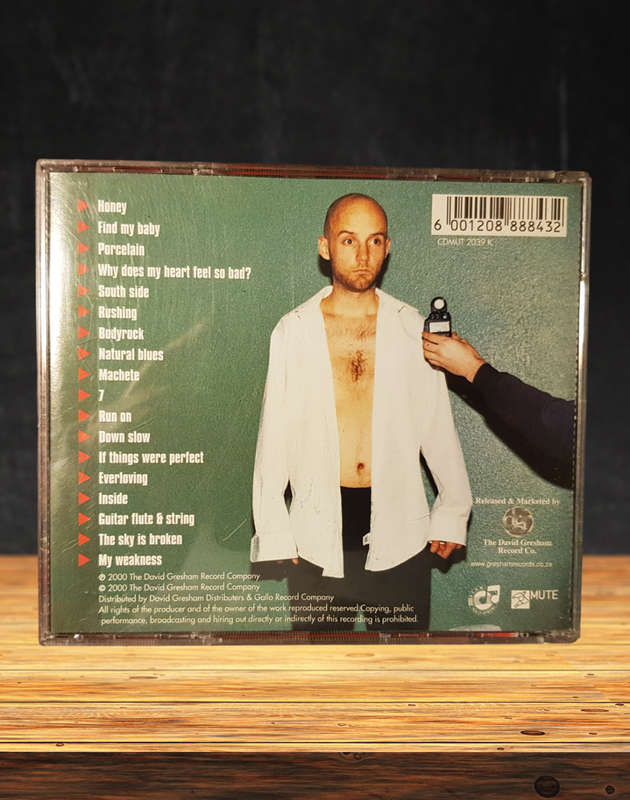 Honey
Find my baby
Porcelain
Why does my heart feel so bad?
South side
Rushing
Bodyrock
Natural blues
Machete
7
Run on
Down slow
If things were perfect
Everloving
Inside
Guitar flute & string
The sky is broken
My weakness
℗ 2000 The David Gresham Record Company
© 2000 The David Gresham Record Company
Distributed by David Gresham Distributers & Gallo Record Company
All rights of the producer and of the owner of the work reproduced reserved.Copying, public
performance, broadcasting and hiring out directly or indirectly of this recording is prohibited.
6 001208 888432
CDMUT 2039 K
Released & Marketed by
The David Gresham
Record Co.
www.greshamrecords.co.za
MUTE